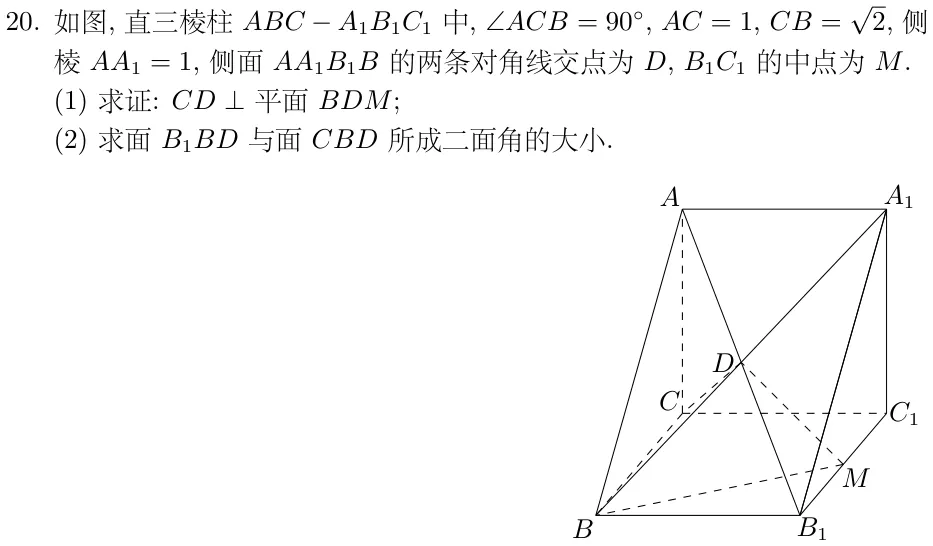 20. 如图, 直三棱柱 ABC − A₁B₁C₁ 中, ∠ACB = 90°, AC = 1, CB = √2, 侧
棱 AA₁ = 1, 侧面 AA₁B₁B 的两条对角线交点为 D, B₁C₁ 的中点为 M.
(1) 求证: CD ⊥ 平面 BDM;
(2) 求面 B₁BD 与面 CBD 所成二面角的大小.
A
A₁
D
C
C₁
M
B
B₁